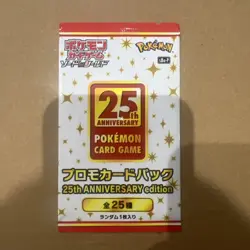 ポケモン
カードゲーム
ソード&シールド
Pokémon
25th
ANNIVERSARY
POKÉMON
CARD GAME
プロモカードパック
25th ANNIVERSARY edition
全25種
ランダム1枚入り